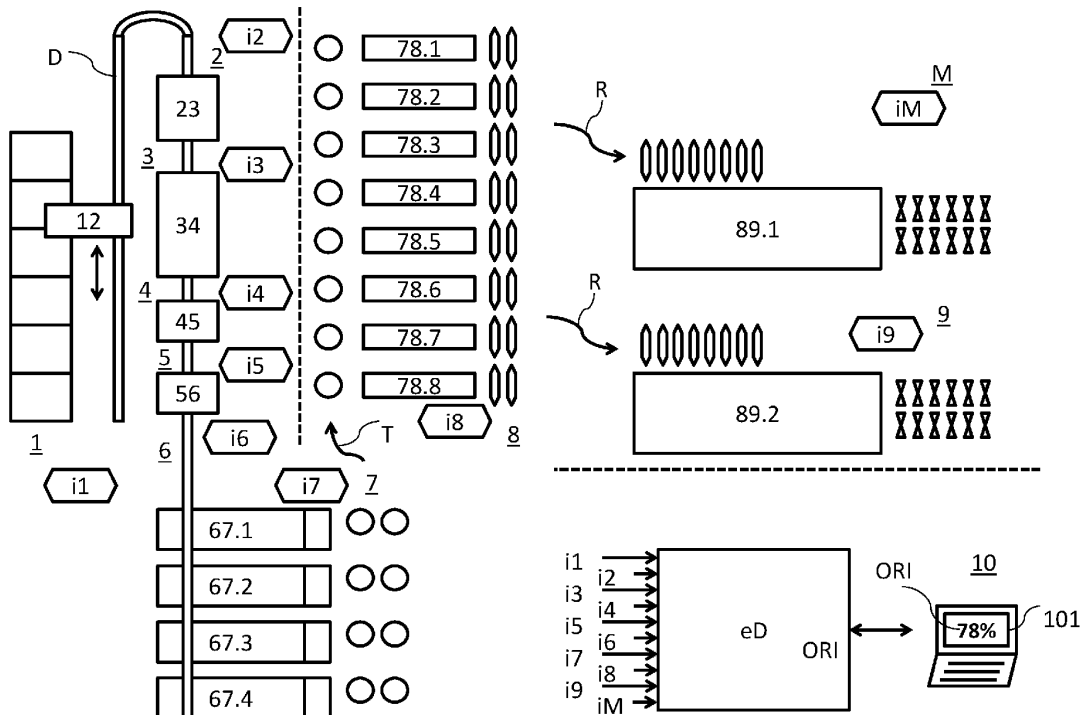 D
12
1
i1
2
i2
23
3
i3
34
4
i4
45
5
i5
56
6
i6
i7
7
T
67.1
67.2
67.3
67.4
78.1
78.2
78.3
78.4
78.5
78.6
78.7
78.8
i8
8
M
iM
R
89.1
R
i9
9
89.2
i1
i2
i3
i4
i5
i6
i7
i8
i9
iM
eD
ORI
ORI
10
78%
101